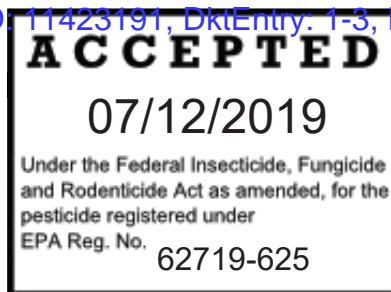 : 11423191, DktEntry: 1-3,
ACCEPTED
07/12/2019
Under the Federal Insecticide, Fungicide
and Rodenticide Act as amended, for the
pesticide registered under
EPA Reg. No. 62719-625